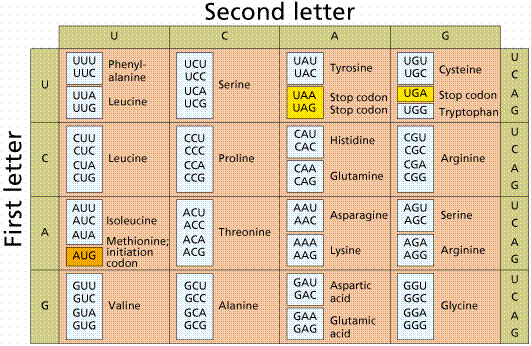 Second letter
U C A G
First letter
U
UUU
UUC
Phenyl-
alanine
UUA
UUG
Leucine
UCU
UCC
UCA
UCG
Serine
UAU
UAC
Tyrosine
UAA
UAG
Stop codon
Stop codon
UGU
UGC
Cysteine
UGA
Stop codon
UGG
Tryptophan
U
C
A
G
C
CUU
CUC
CUA
CUG
Leucine
CCU
CCC
CCA
CCG
Proline
CAU
CAC
Histidine
CAA
CAG
Glutamine
CGU
CGC
CGA
CGG
Arginine
U
C
A
G
A
AUU
AUC
AUA
Isoleucine
AUG
Methionine;
initiation
codon
ACU
ACC
ACA
ACG
Threonine
AAU
AAC
Asparagine
AAA
AAG
Lysine
AGU
AGC
Serine
AGA
AGG
Arginine
U
C
A
G
G
GUU
GUC
GUA
GUG
Valine
GCU
GCC
GCA
GCG
Alanine
GAU
GAC
Aspartic
acid
GAA
GAG
Glutamic
acid
GGU
GGC
GGA
GGG
Glycine
U
C
A
G